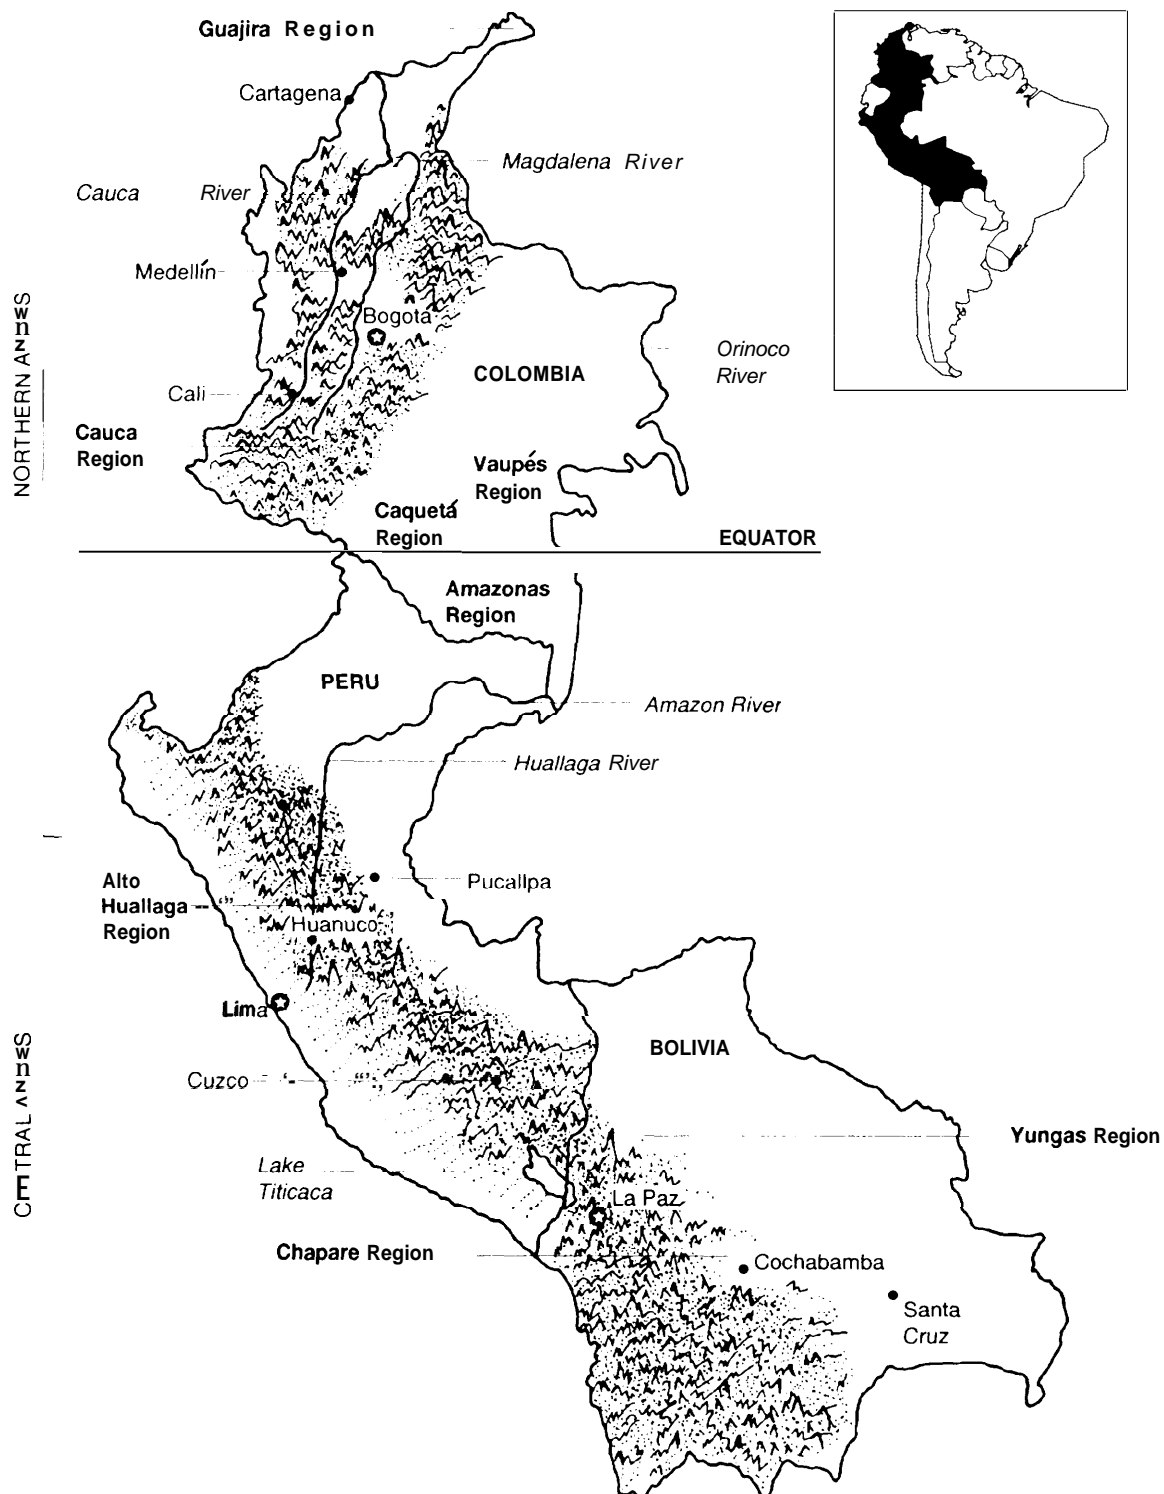 Guajira Region
Cartagena
Magdalena River
Cauca River
Medellín
Bogota
Orinoco
River
COLOMBIA
Cali
Cauca
Region
Vaupés
Region
Caquetá
Region
EQUATOR
NORTHERN
Amazonas
Region
PERU
Amazon River
Huallaga River
Pucallpa
Alto
Huallaga
Region
Huanuco
Lima
BOLIVIA
Cuzco
Yungas Region
Lake
Titicaca
La Paz
Chapare Region
Cochabamba
Santa
Cruz